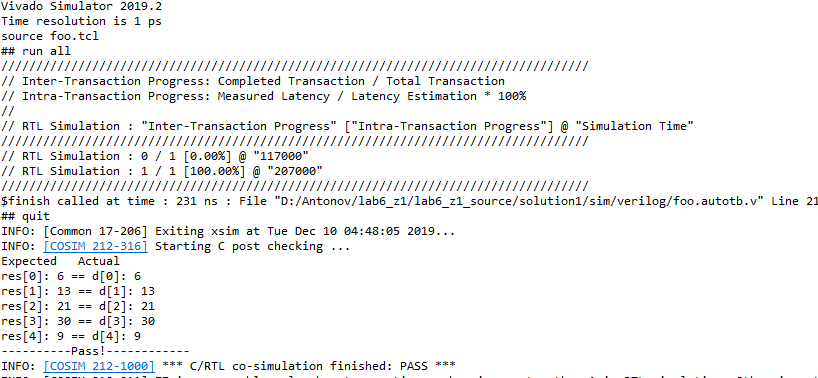 Vivado Simulator 2019.2
Time resolution is 1 ps
source foo.tcl
## run all
////////////////////////////////////////////////////////////////////////////////////
// Inter-Transaction Progress: Completed Transaction / Total Transaction
// Intra-Transaction Progress: Measured Latency / Latency Estimation * 100%
//
// RTL Simulation : "Inter-Transaction Progress" ["Intra-Transaction Progress"] @ "Simulation Time"
////////////////////////////////////////////////////////////////////////////////////
// RTL Simulation : 0 / 1 [0.00%] @ "117000"
// RTL Simulation : 1 / 1 [100.00%] @ "207000"
////////////////////////////////////////////////////////////////////////////////////
$finish called at time : 231 ns : File "D:/Antonov/lab6_z1/lab6_z1_source/solution1/sim/verilog/foo.autotb.v" Line 21
## quit
INFO: [Common 17-206] Exiting xsim at Tue Dec 10 04:48:05 2019...
INFO: [COSIM 212-316] Starting C post checking ...
Expected   Actual
res[0]: 6 == d[0]: 6
res[1]: 13 == d[1]: 13
res[2]: 21 == d[2]: 21
res[3]: 30 == d[3]: 30
res[4]: 9 == d[4]: 9
----------Pass!------------
INFO: [COSIM 212-1000] *** C/RTL co-simulation finished: PASS ***